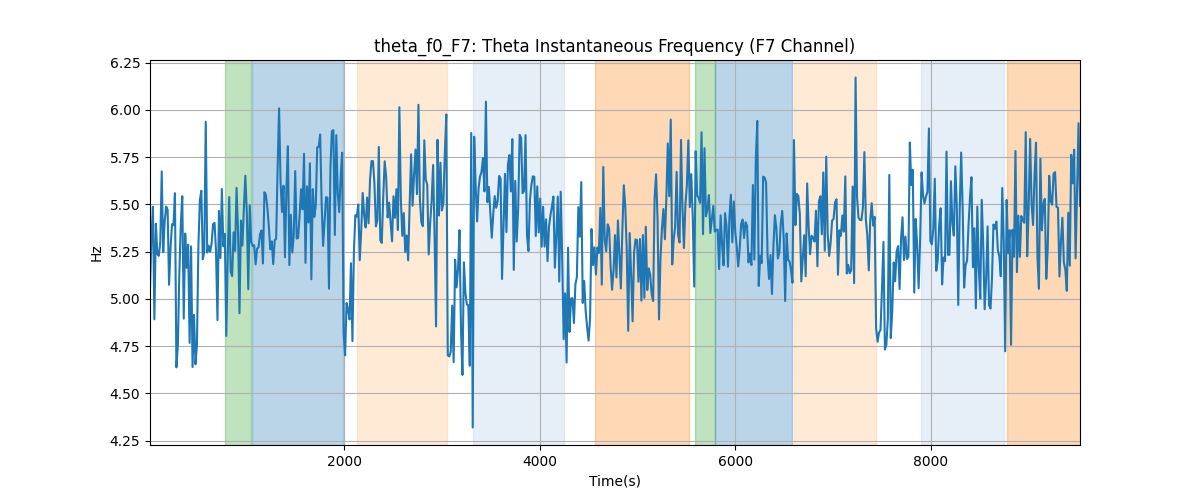 theta_f0_F7: Theta Instantaneous Frequency (F7 Channel)
6.25
6.00
5.75
5.50
5.25
5.00
4.75
4.50
4.25
Hz
2000 4000 6000 8000
Time(s)